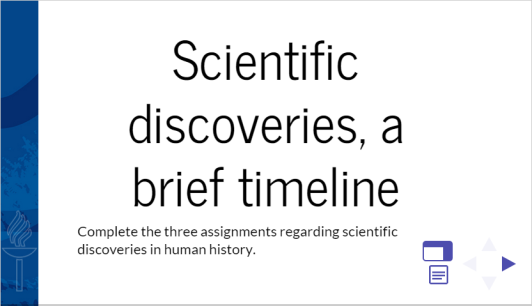 Scientific
discoveries, a
brief timeline
Complete the three assignments regarding scientific
discoveries in human history.